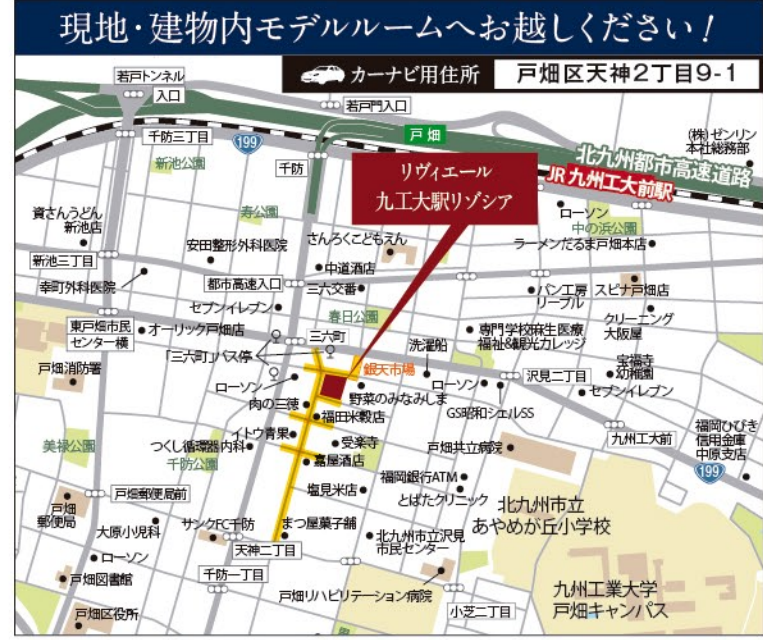 現地・建物内モデルルームへお越しください！
カーナビ用住所 戸畑区天神2丁目9-1
若戸トンネル
入口
若戸門入口
千防三丁目
199
戸畑
(株)ゼンリン
本社総務部
新池公園
千防
北九州都市高速道路
JR 九州工大前駅
リヴィエール
九工大駅リゾシア
資さんうどん
新池店
寿公園
ローソン
中の浜公園
安田整形外科医院
さんろくこどもえん
ラーメンだるま戸畑本店
新池三丁目
中道酒店
幸町外科医院
都市高速入口
三六交番
パン工房
リーブル
スピナ戸畑店
セブンイレブン
春日公園
クリーニング
大阪屋
東戸畑市民
センター横
オーリック戸畑店
三六町
専門学校麻生医療
福祉&観光カレッジ
「三六町」バス停
洗濯船
宝福寺
幼稚園
戸畑消防署
銀天市場
沢見二丁目
ローソン
野菜のみなみしま
ローソン
セブンイレブン
肉の三徳
GS昭和シェルSS
福田米穀店
イトウ青果
九州工大前
福岡ひびき
信用金庫
中原支店
美禄公園
つくし循環器内科
受楽寺
戸畑共立病院
千防公園
嘉屋酒店
199
福岡銀行ATM
戸畑郵便局前
塩見米店
とばたクリニック
戸畑
郵便局
北九州市立
あやめが丘小学校
大原小児科
サンクFC千防
まつ屋菓子舗
北九州市立沢見
市民センター
天神二丁目
ローソン
千防一丁目
戸畑図書館
戸畑リハビリテーション病院
九州工業大学
戸畑キャンパス
小芝二丁目
戸畑区役所